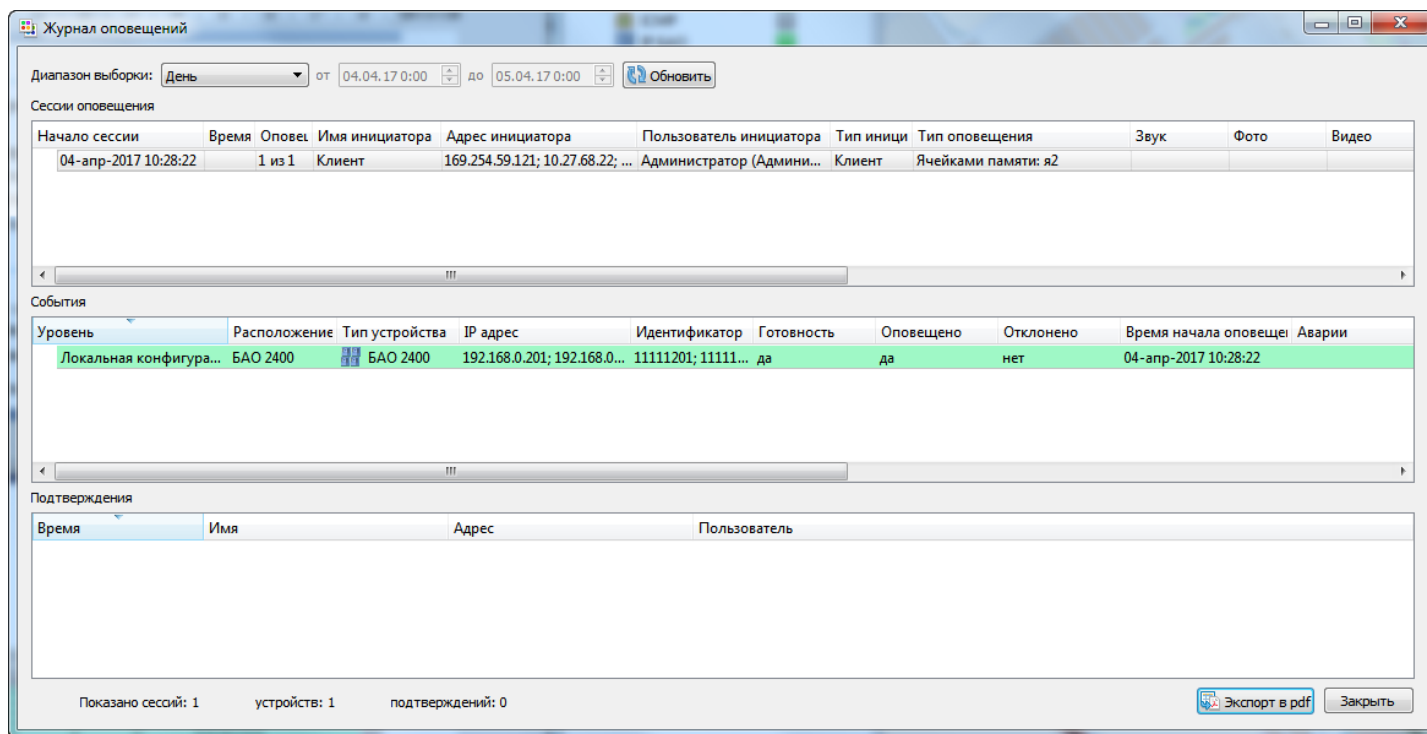 Журнал оповещений
Диапазон выборки: День от 04.04.17 0:00 до 05.04.17 0:00 Обновить
Сессии оповещения
Начало сессии Время Оповец Имя инициатора Адрес инициатора Пользователь инициатора Тип иници Тип оповещения Звук Фото Видео
04-апр-2017 10:28:22 1 из 1 Клиент 169.254.59.121; 10.27.68.22; ... Администратор (Админи... Клиент Ячейками памяти: я2
События
Уровень Расположение Тип устройства IP адрес Идентификатор Готовность Оповещено Отклонено Время начала оповещен Аварии
Локальная конфигура... БАО 2400 БАО 2400 192.168.0.201; 192.168.0... 11111201; 11111... да да нет 04-апр-2017 10:28:22
Подтверждения
Время Имя Адрес Пользователь
Показано сессий: 1 устройств: 1 подтверждений: 0 Экспорт в pdf Закрыть